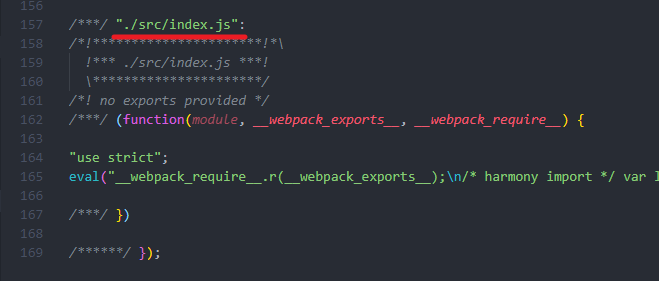 156
157 /***/ "./src/index.js":
158 /*!**********************!*\
159   !*** ./src/index.js ***!
160   \**********************/
161 /*! no exports provided */
162 /***/ (function(module, __webpack_exports__, __webpack_require__) {
163
164 "use strict";
165 eval("__webpack_require__.r(__webpack_exports__);\n/* harmony import */ var l
166
167 /***/ })
168
169 /******/ });